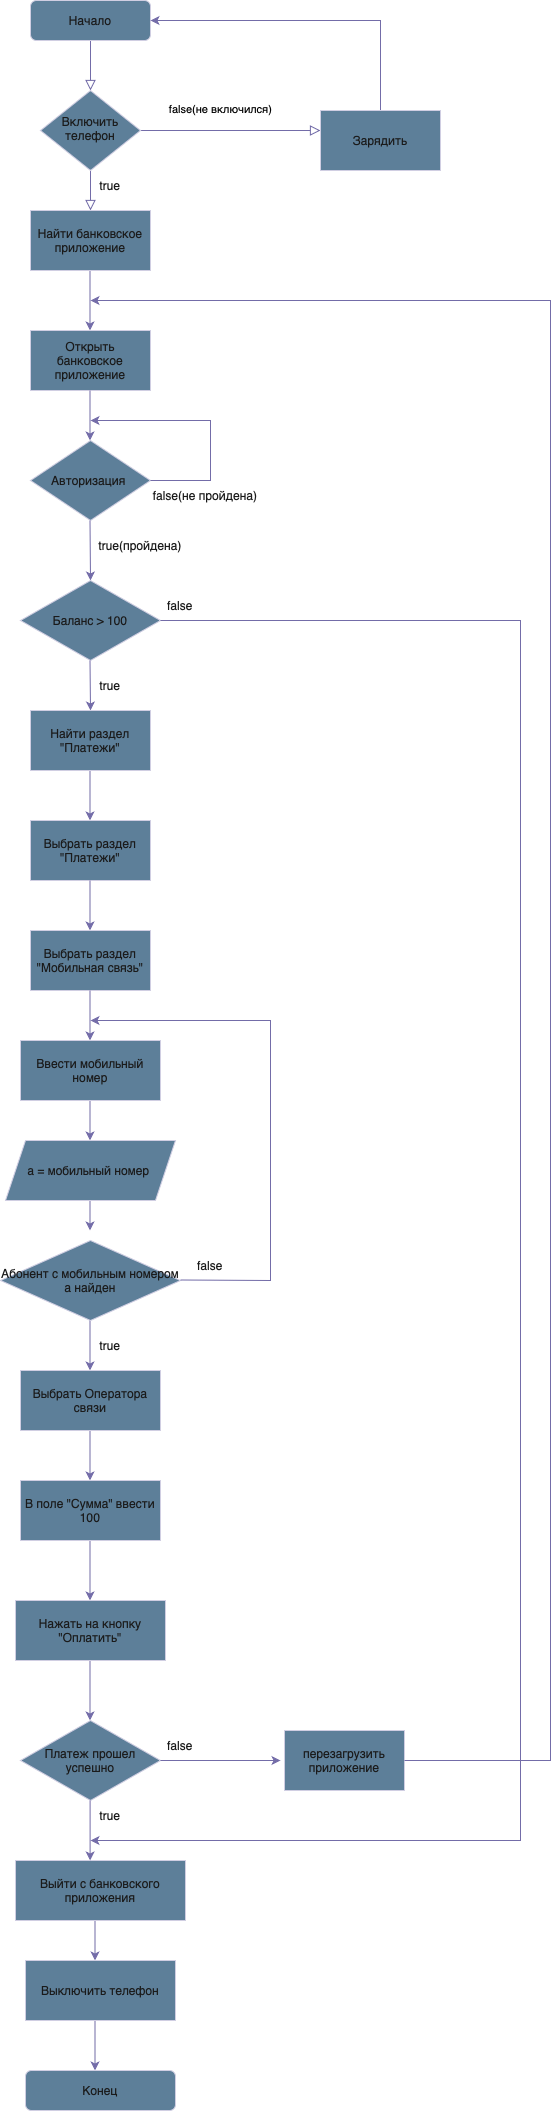 Начало
false(не включился)
Включить
телефон
Зарядить
true
Найти банковское
приложение
Открыть
банковское
приложение
Авторизация
false(не пройдена)
true(пройдена)
false
Баланс > 100
true
Найти раздел
"Платежи"
Выбрать раздел
"Платежи"
Выбрать раздел
"Мобильная связь"
Ввести мобильный
номер
a = мобильный номер
false
Абонент с мобильным номером
а найден
true
Выбрать Оператора
связи
В поле "Сумма" ввести
100
Нажать на кнопку
"Оплатить"
false
Платеж прошел
успешно
перезагрузить
приложение
true
Выйти с банковского
приложения
Выключить телефон
Конец